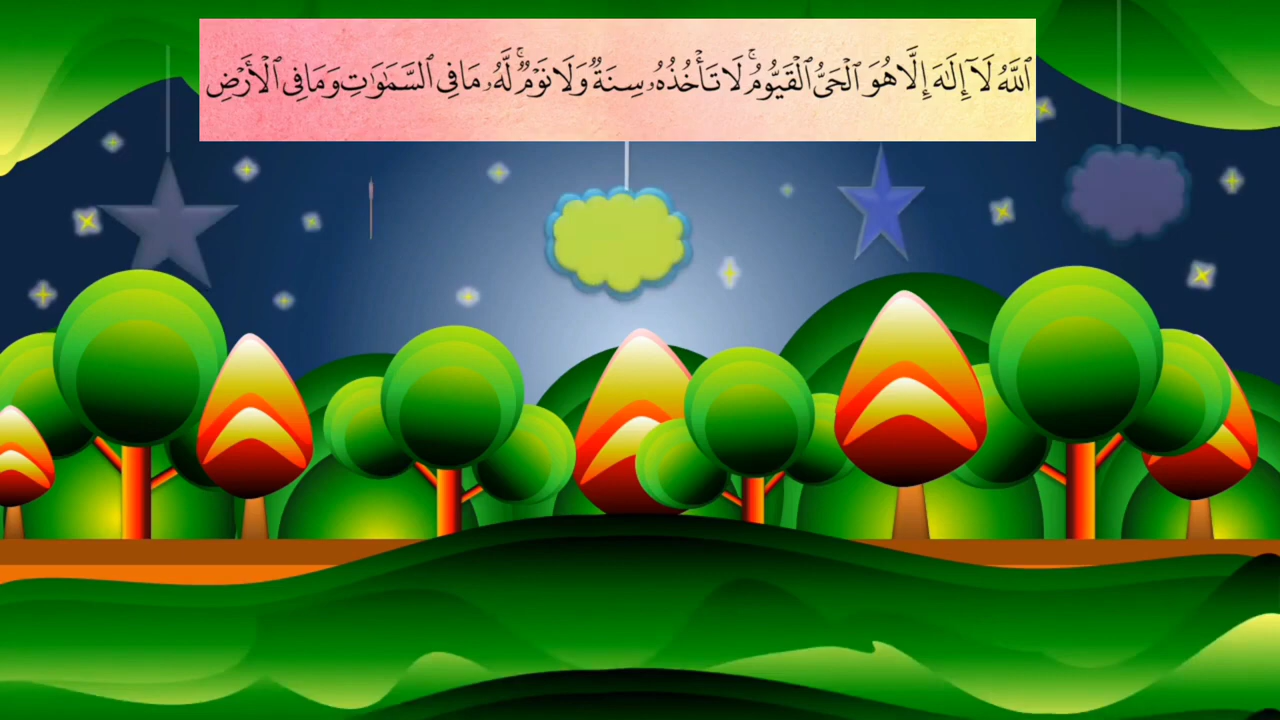 ٱللَّهُ لَآ إِلَـٰهَ إِلَّا هُوَ ٱلْحَىُّ ٱلْقَيُّومُ ۚ لَا تَأْخُذُهُۥ سِنَةٌ وَلَا نَوْمٌ ۚ لَّهُۥ مَا فِى ٱلسَّمَـٰوَٰتِ وَمَا فِى ٱلْأَرْضِ